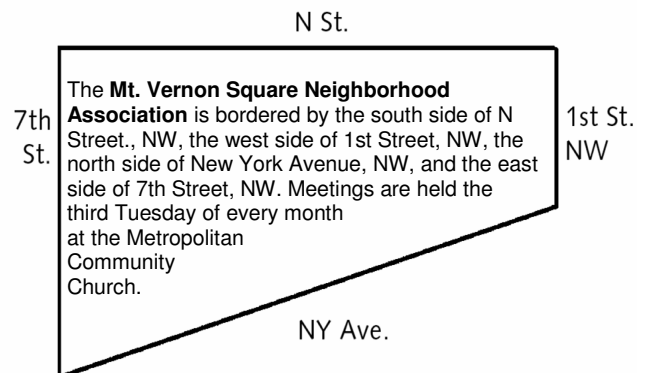 N St.
The Mt. Vernon Square Neighborhood
Association is bordered by the south side of N
Street., NW, the west side of 1st Street, NW, the
north side of New York Avenue, NW, and the east
side of 7th Street, NW. Meetings are held the
third Tuesday of every month
at the Metropolitan
Community
Church.
7th
St.
1st St.
NW
NY Ave.